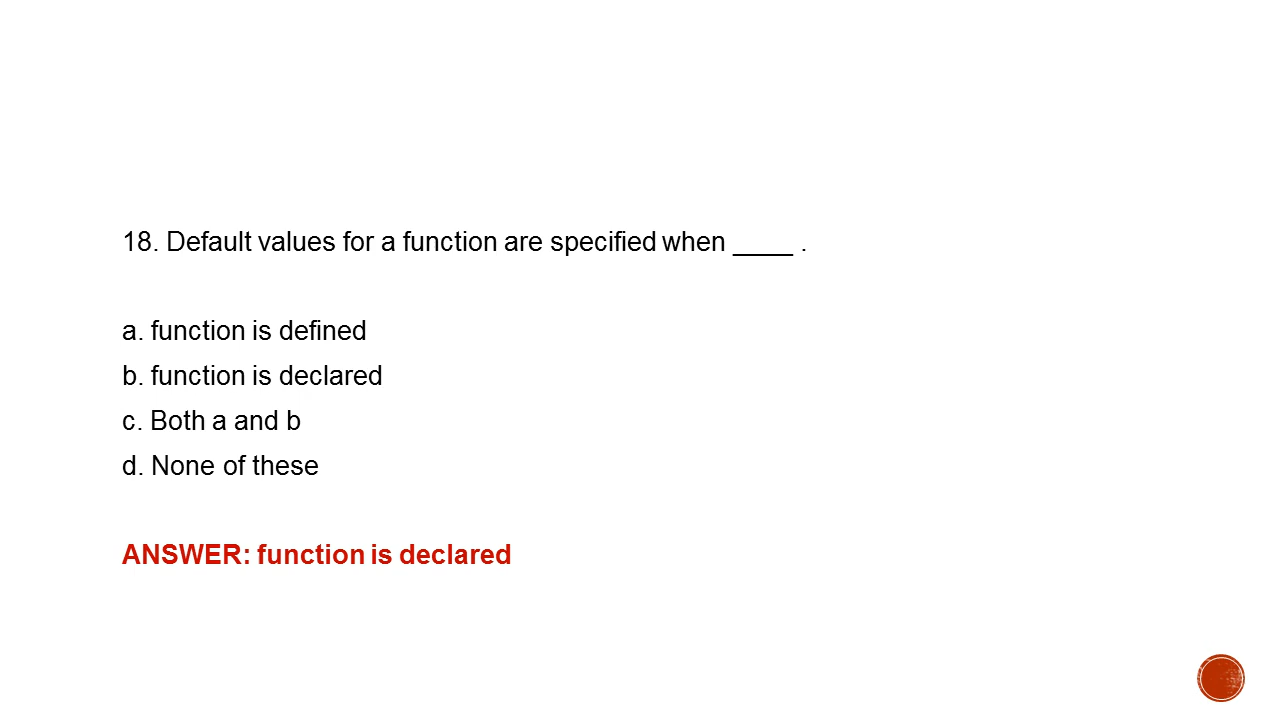 18. Default values for a function are specified when ____ .
a. function is defined
b. function is declared
c. Both a and b
d. None of these
ANSWER: function is declared